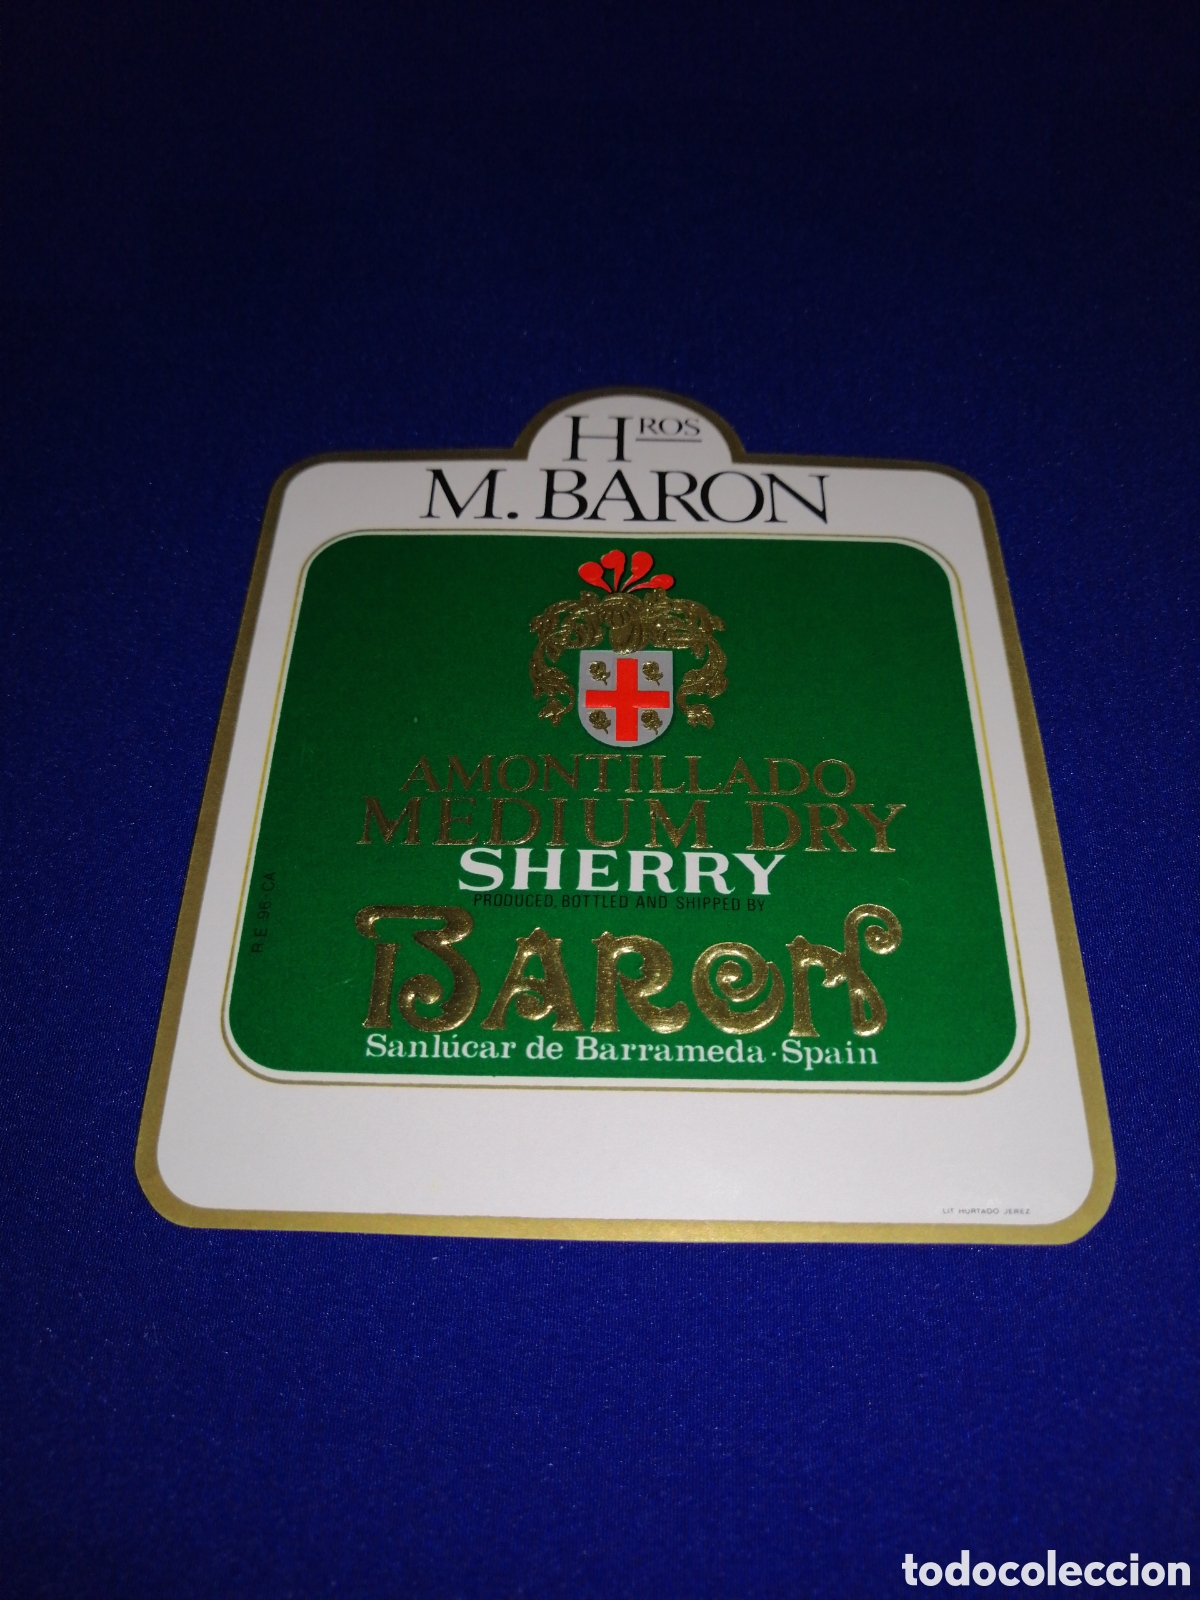 HROS
M. BARON
AMONTILLADO
MEDIUM DRY
SHERRY
PRODUCED, BOTTLED AND SHIPPED BY
BARON
Sanlúcar de Barrameda · Spain
R.E. 96-CA
LIT HURTADO JEREZ
todocoleccion